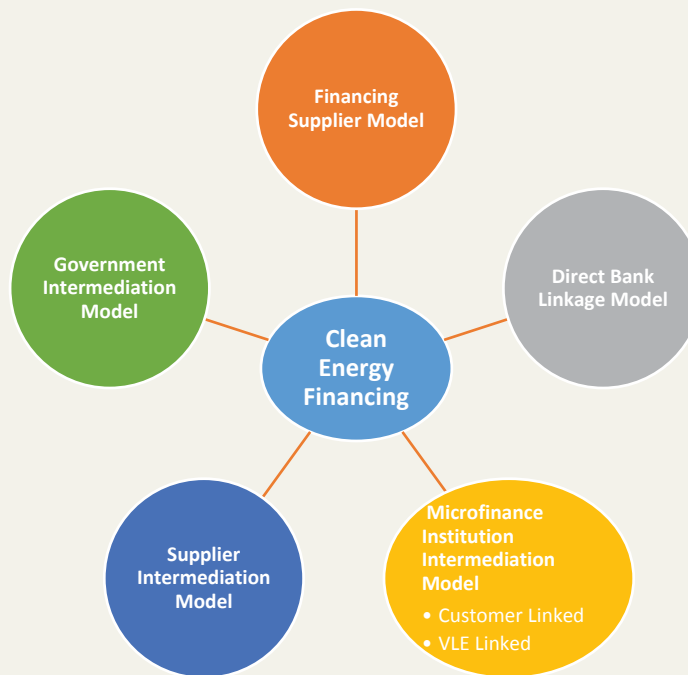 Financing
Supplier Model
Government
Intermediation
Model
Direct Bank
Linkage Model
Clean
Energy
Financing
Supplier
Intermediation
Model
Microfinance
Institution
Intermediation
Model
• Customer Linked
• VLE Linked